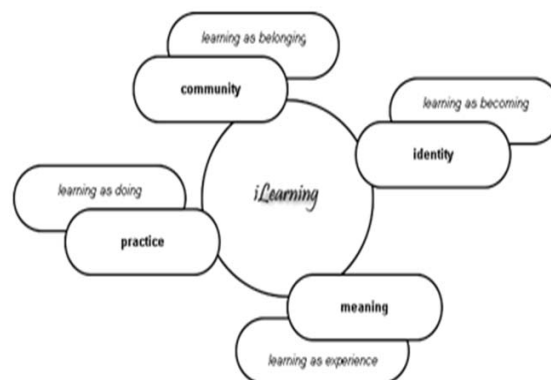 learning as belonging
community
learning as becoming
identity
iLearning
learning as doing
practice
meaning
learning as experience